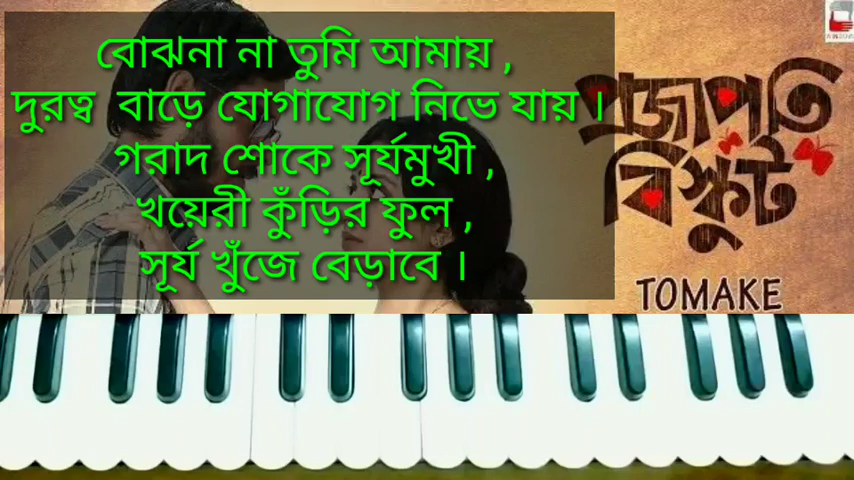 বোঝনা না তুমি আমায় ,
দুরত্ব বাড়ে যোগাযোগ নিভে যায় ।
গরাদ শোকে সূর্যমুখী ,
খয়েরী কুঁড়ির ফুল ,
সূর্য খুঁজে বেড়াবে ।
প্রজাপতি
বিস্কুট
TOMAKE